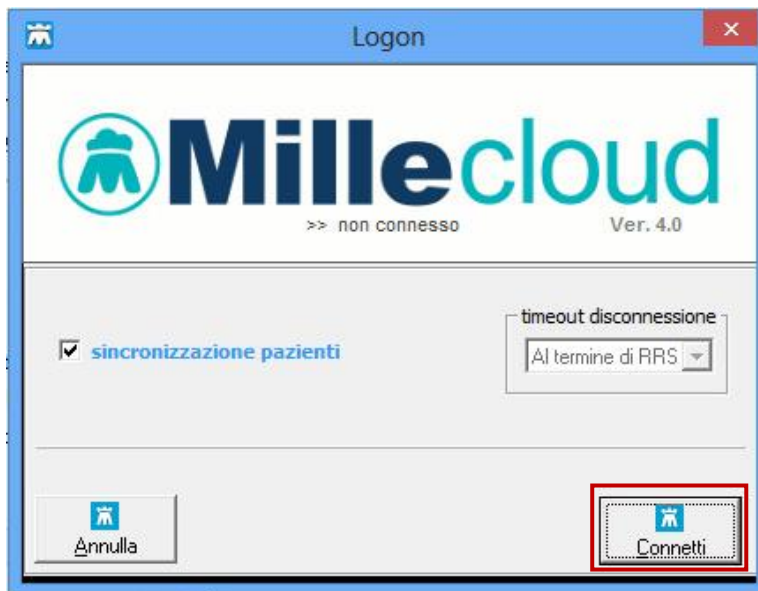 Logon
Millecloud
>> non connesso
Ver. 4.0
timeout disconnessione
sincronizzazione pazienti
Al termine di RRS
Annulla
Connetti